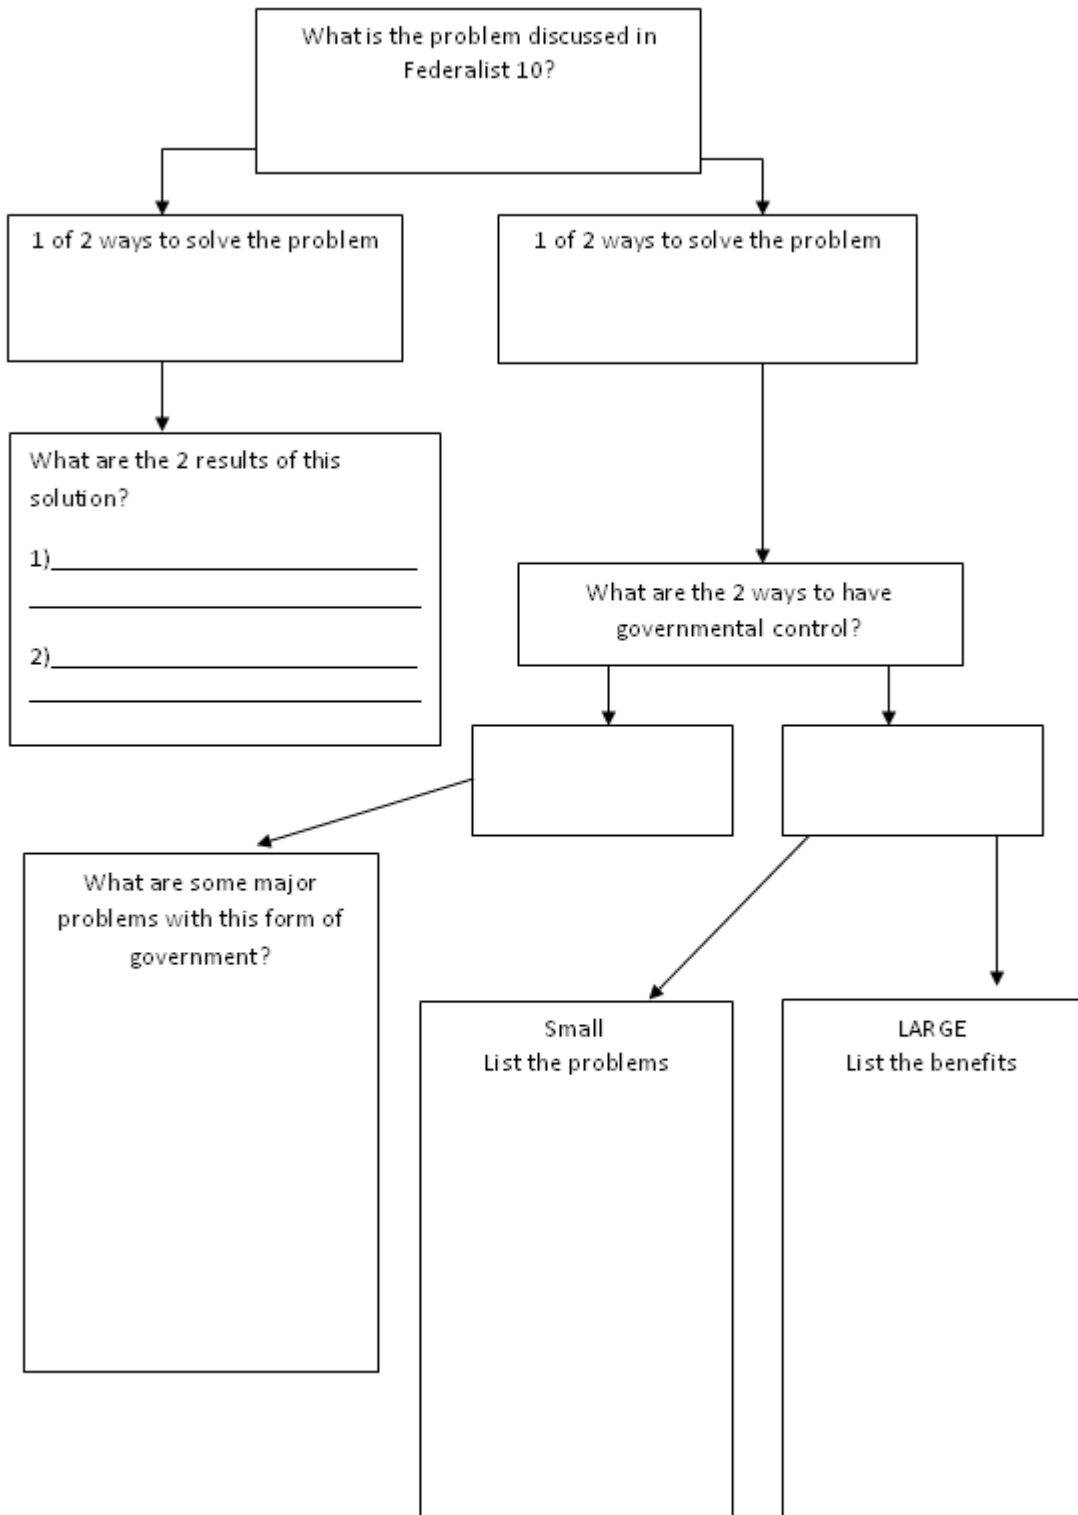 What is the problem discussed in
Federalist 10?
1 of 2 ways to solve the problem
1 of 2 ways to solve the problem
What are the 2 results of this
solution?
1)
2)
What are the 2 ways to have
governmental control?
What are some major
problems with this form of
government?
Small
List the problems
LARGE
List the benefits